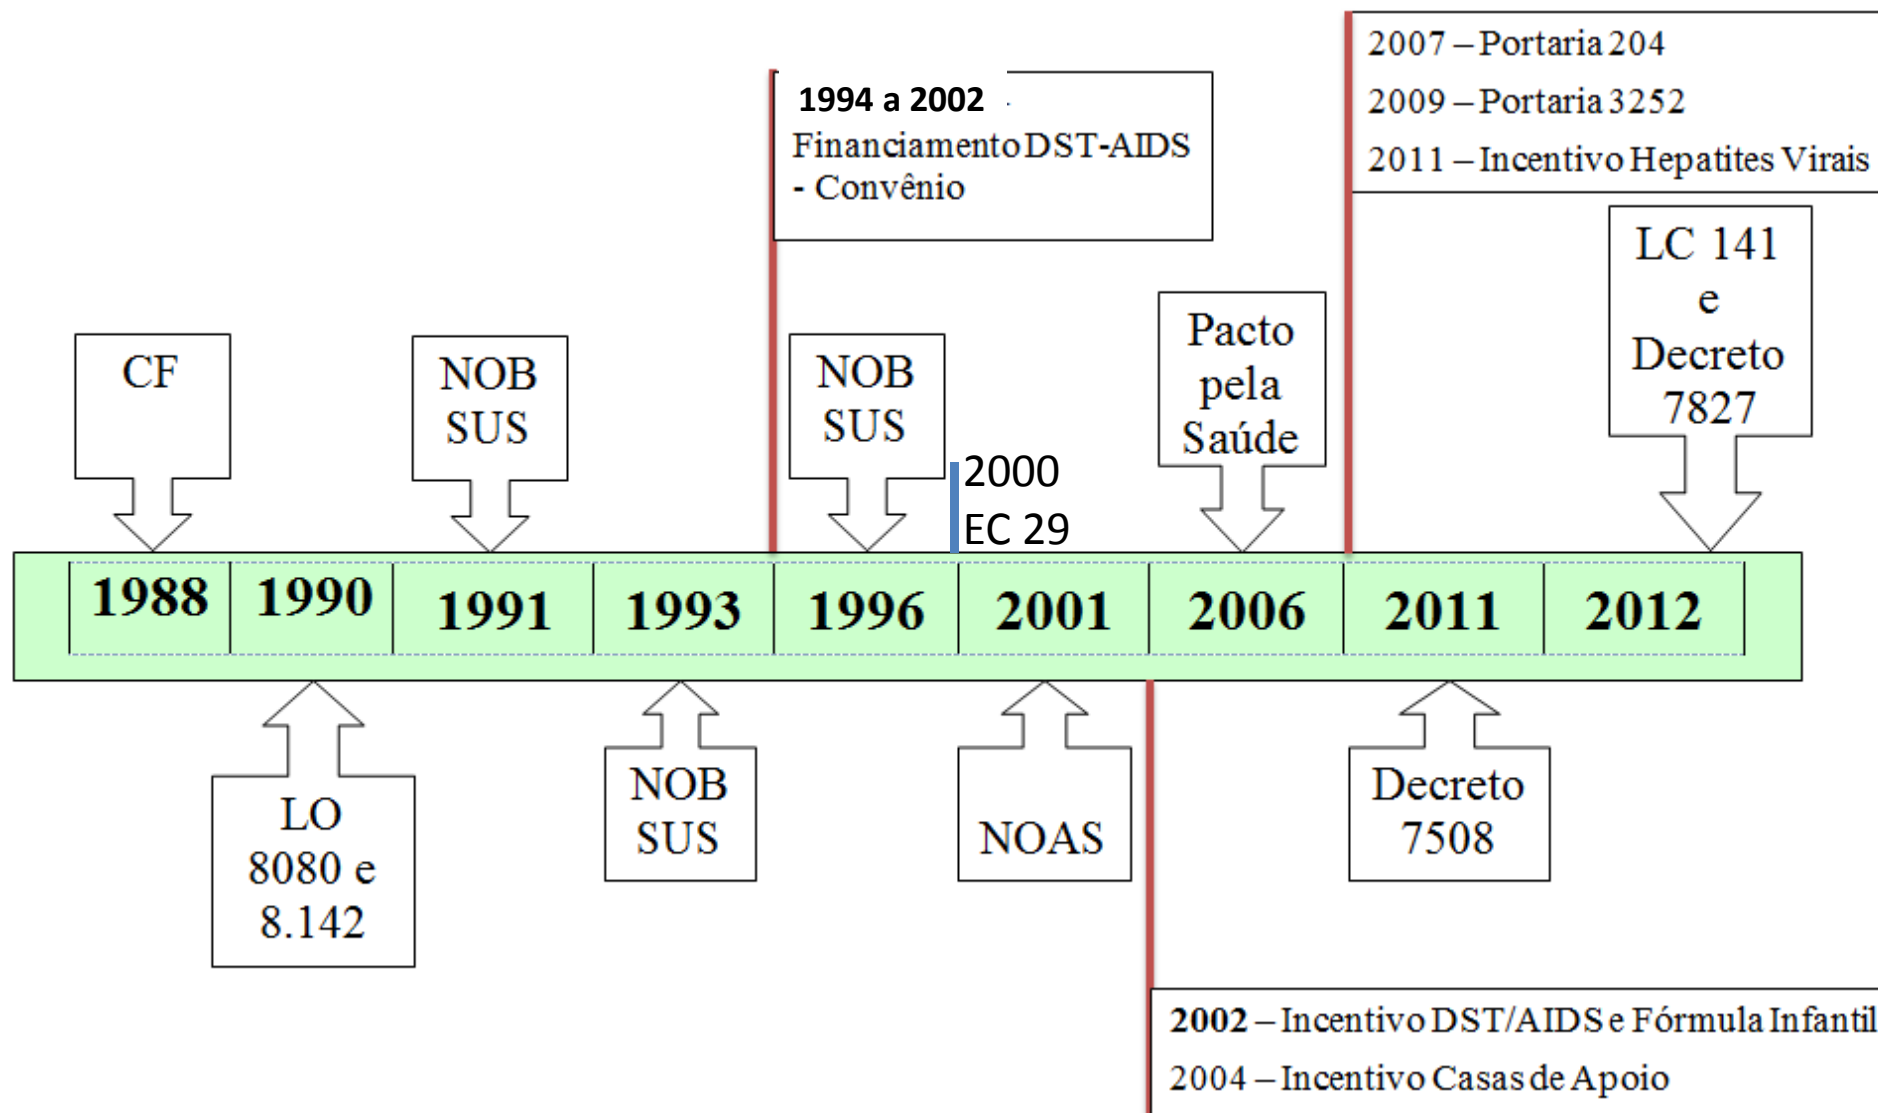 2007 – Portaria 204
2009 – Portaria 3252
2011 – Incentivo Hepatites Virais
1994 a 2002
Financiamento DST-AIDS
- Convênio
LC 141
e
Decreto
7827
Pacto
pela
Saúde
CF
NOB
SUS
NOB
SUS
2000
EC 29
1988
1990
1991
1993
1996
2001
2006
2011
2012
LO
8080 e
8.142
NOB
SUS
NOAS
Decreto
7508
2002 – Incentivo DST/AIDS e Fórmula Infantil
2004 – Incentivo Casas de Apoio